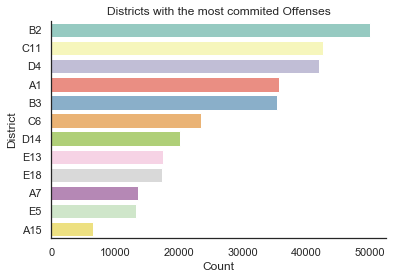 Districts with the most commited Offenses
B2
C11
D4
A1
B3
C6
D14
E13
E18
A7
E5
A15
District
0 10000 20000 30000 40000 50000
Count